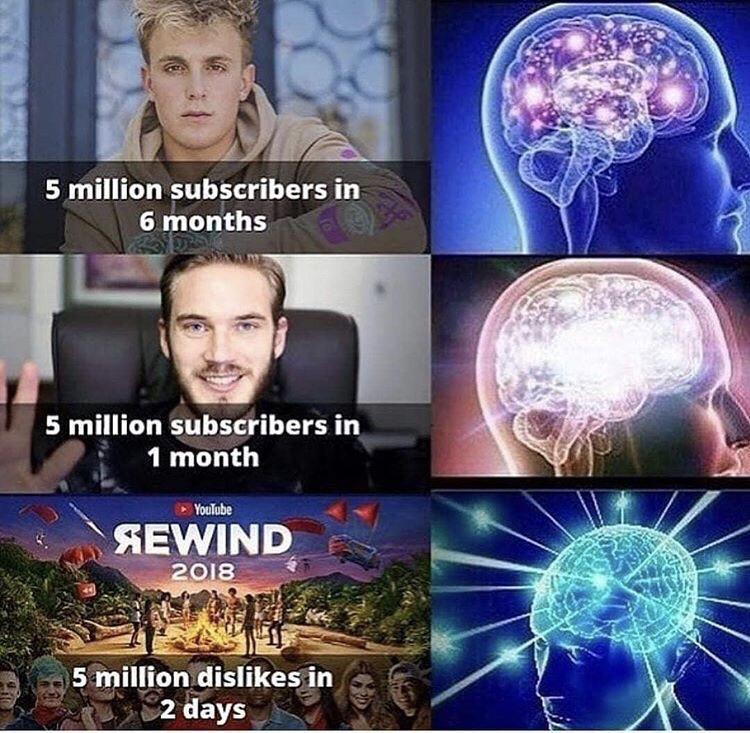 5 million subscribers in
6 months
5 million subscribers in
1 month
YouTube
REWIND
2018
5 million dislikes in
2 days